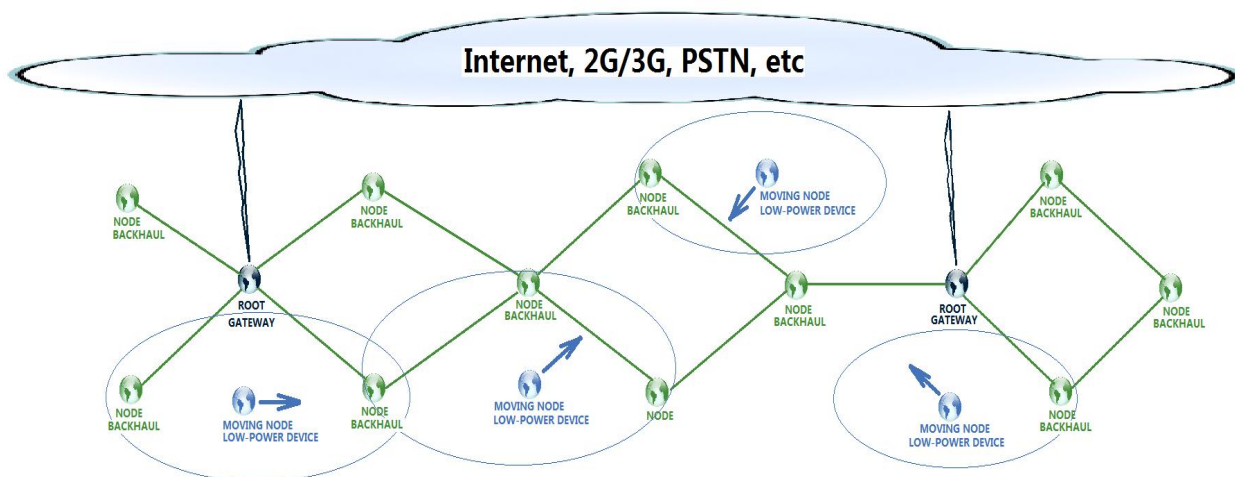 Internet, 2G/3G, PSTN, etc
NODE
BACKHAUL
NODE
BACKHAUL
NODE
BACKHAUL
MOVING NODE
LOW-POWER DEVICE
NODE
BACKHAUL
ROOT
GATEWAY
NODE
BACKHAUL
NODE
BACKHAUL
ROOT
GATEWAY
NODE
BACKHAUL
NODE
BACKHAUL
MOVING NODE
LOW-POWER DEVICE
NODE
BACKHAUL
MOVING NODE
LOW-POWER DEVICE
NODE
MOVING NODE
LOW-POWER DEVICE
NODE
BACKHAUL